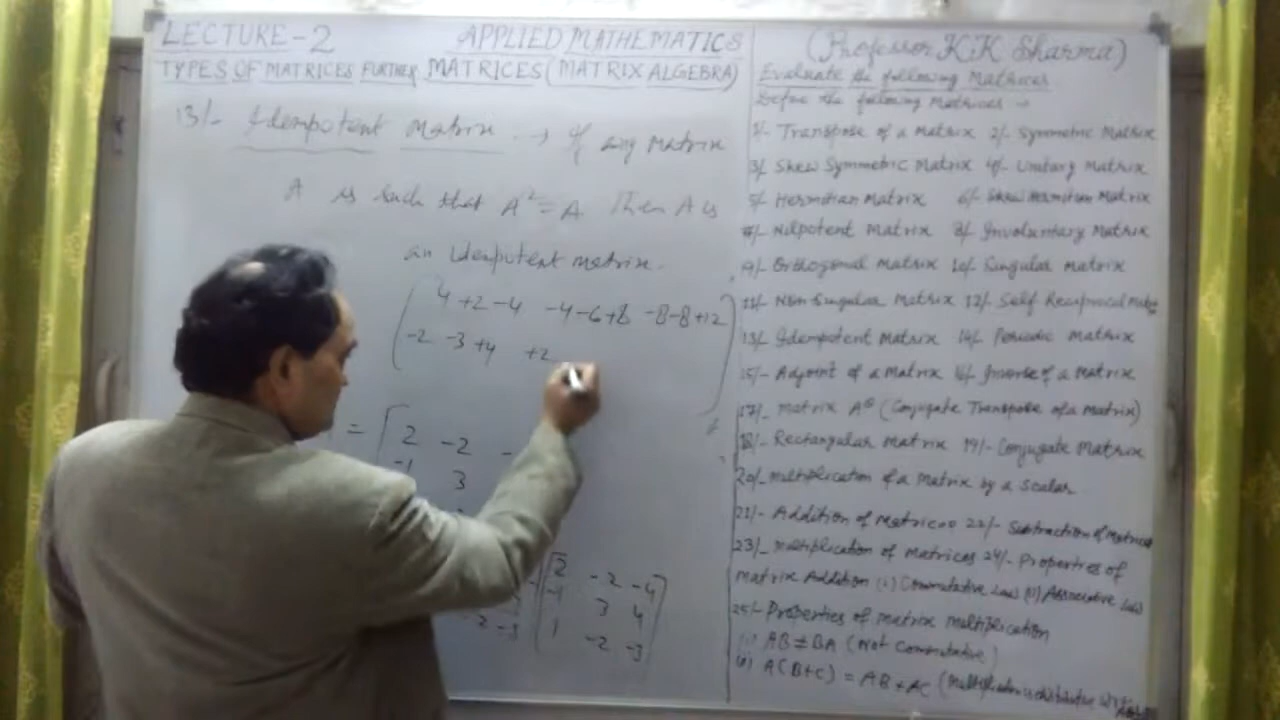 LECTURE-2 APPLIED MATHEMATICS
TYPES OF MATRICES FURTHER MATRICES (MATRIX ALGEBRA)
13/- Idempotent Matrix → If any Matrix
A is such that A²=A. Then A is
an idempotent matrix.
4+2-4 -4-6+8 -8-8+12
-2-3+4 +2
= 2 -2 -
-1 3
2 -2 -4
-1 3 4
-2 -3 1 -2 -3
(Professor KK Sharma)
Evaluate the following Matrices
Define the following Matrices →
1/- Transpose of a Matrix 2/- Symmetric Matrix
3/- Skew Symmetric Matrix 4/- Unitary Matrix
5/- Hermitian Matrix 6/- Skew Hermitian Matrix
7/- Nilpotent Matrix 8/- Involuntary Matrix
9/- Orthogonal Matrix 10/- Singular Matrix
11/- Non Singular Matrix 12/- Self Reciprocal
13/- Idempotent Matrix 14/- Periodic Matrix
15/- Adjoint of a Matrix 16/- Inverse of a Matrix
17/- Matrix A^Θ (Conjugate Transpose of a Matrix)
18/- Rectangular Matrix 19/- Conjugate Matrix
20/- Multiplication of a Matrix by a Scalar
21/- Addition of Matrices 22/- Subtraction of Matrices
23/- Multiplication of Matrices 24/- Properties of
Matrix Addition (i) Commutative Law (ii) Associative Law
25/- Properties of Matrix Multiplication
(i) AB≠BA (Not Commutative)
(ii) A(B+C) = AB+AC (Multiplication is distributive